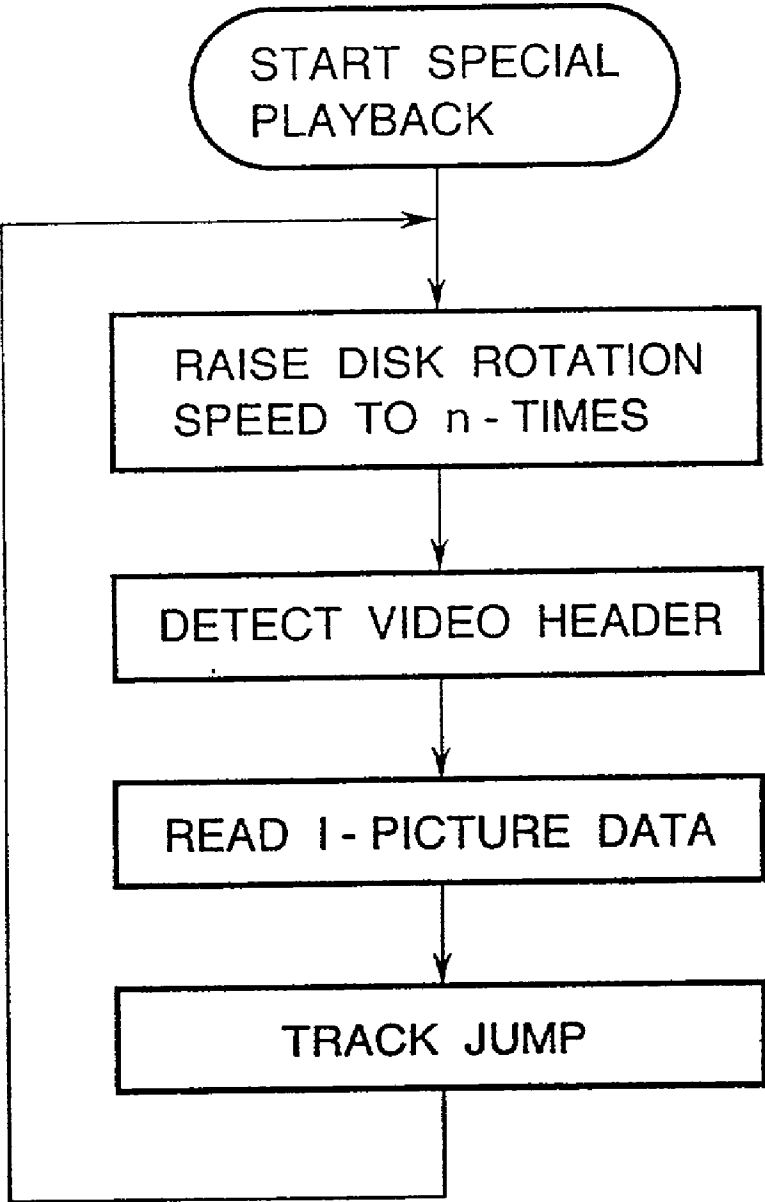 START SPECIAL
PLAYBACK
RAISE DISK ROTATION
SPEED TO n - TIMES
DETECT VIDEO HEADER
READ I - PICTURE DATA
TRACK JUMP